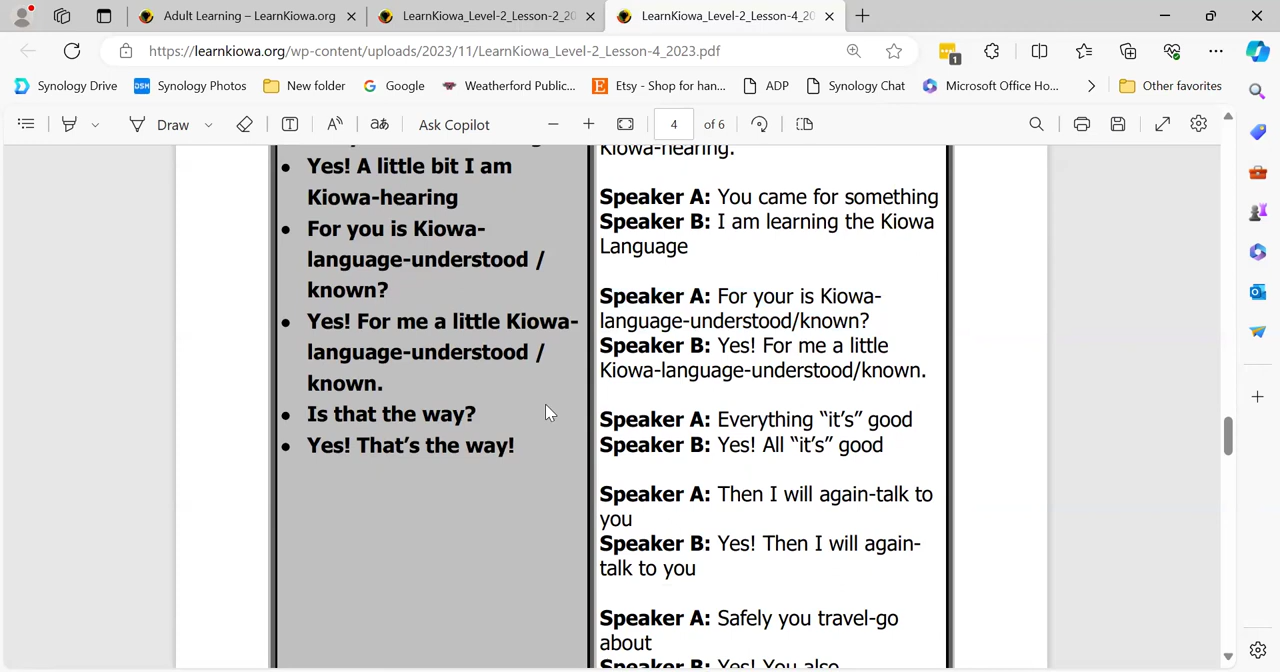 Adult Learning – LearnKiowa.org
LearnKiowa_Level-2_Lesson-2_20
LearnKiowa_Level-2_Lesson-4_20
https://learnkiowa.org/wp-content/uploads/2023/11/LearnKiowa_Level-2_Lesson-4_2023.pdf
1
Synology Drive
DSM
Synology Photos
New folder
Google
Weatherford Public...
Etsy - Shop for han...
ADP
Synology Chat
Microsoft Office Ho...
Other favorites
Draw
Ask Copilot
4
of 6
• Yes! A little bit I am
Kiowa-hearing
• For you is Kiowa-
language-understood /
known?
• Yes! For me a little Kiowa-
language-understood /
known.
• Is that the way?
• Yes! That’s the way!
Kiowa-hearing.
Speaker A: You came for something
Speaker B: I am learning the Kiowa
Language
Speaker A: For your is Kiowa-
language-understood/known?
Speaker B: Yes! For me a little
Kiowa-language-understood/known.
Speaker A: Everything “it’s” good
Speaker B: Yes! All “it’s” good
Speaker A: Then I will again-talk to
you
Speaker B: Yes! Then I will again-
talk to you
Speaker A: Safely you travel-go
about
Speaker B: Yes! You also